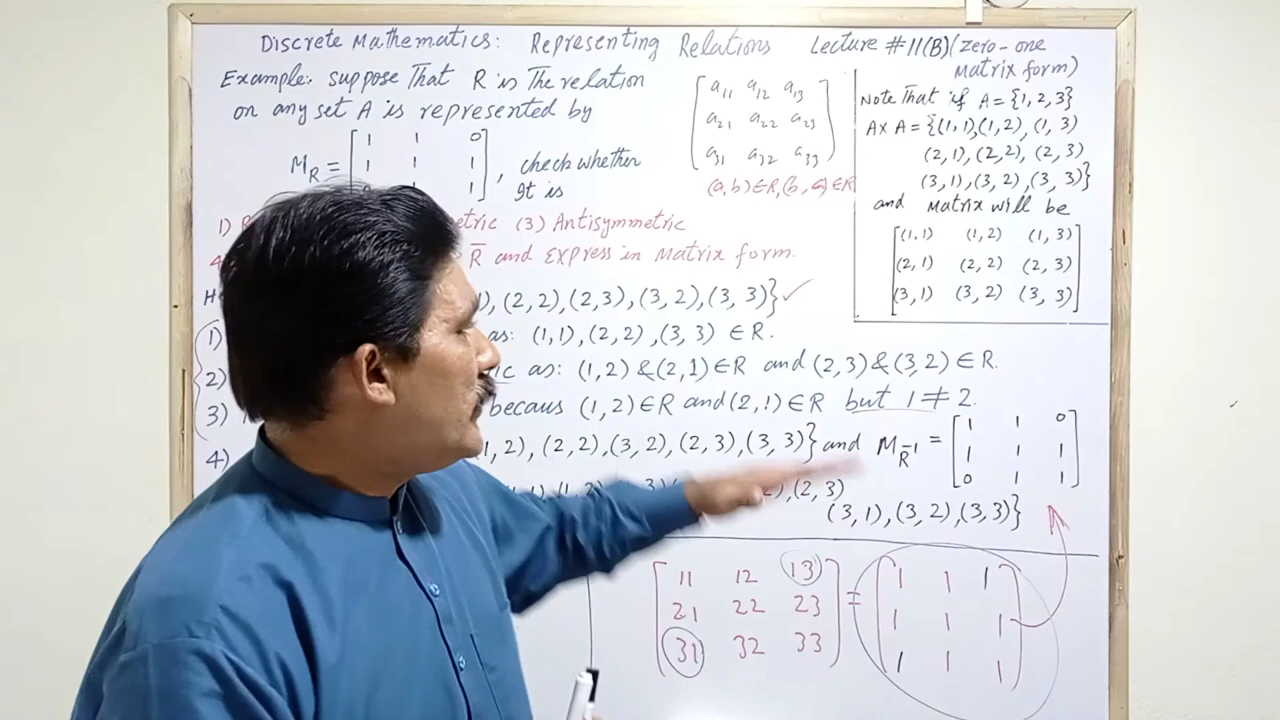 Discrete Mathematics: Representing Relations Lecture #11(B)(zero-one
Matrix form)
Example: suppose That R is The relation
on any set A is represented by
M_R = [ 1 1 0
1 1 1
1 ] , check whether
It is
[ a11 a12 a13
a21 a22 a23
a31 a32 a33 ]
(a,b)∈R,(b,a)∈R
Note That if A={1,2,3}
A×A={(1,1),(1,2),(1,3)
(2,1),(2,2),(2,3)
(3,1),(3,2),(3,3)}
and Matrix will be
[ (1,1) (1,2) (1,3)
(2,1) (2,2) (2,3)
(3,1) (3,2) (3,3) ]
1) etric (3) Antisymmetric
4 R̅ and Express in Matrix form.
),(2,2),(2,3),(3,2),(3,3)}✓
1) as: (1,1),(2,2),(3,3)∈R.
2) ic as: (1,2)&(2,1)∈R and (2,3)&(3,2)∈R.
3) becaus (1,2)∈R and(2,1)∈R but 1≠2.
4) ,2),(2,2),(3,2),(2,3),(3,3)} and M_R̅¹ = [ 1 1 0
1 1 1
0 1 1 ]
,(2,3)
(3,1),(3,2),(3,3)}
[ 11 12 13
21 22 23
31 32 33 ] = [ 1 1 1
1 1 1
1 1 1 ]